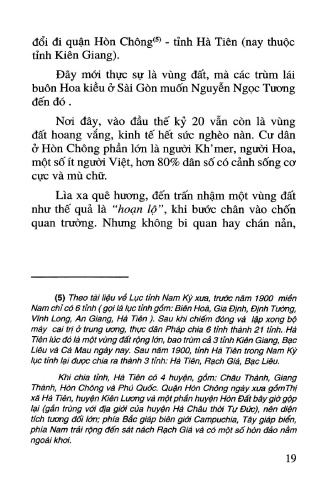 đổi đi quận Hòn Chông(5) - tỉnh Hà Tiên (nay thuộc
tỉnh Kiên Giang).
Đây mới thực sự là vùng đất, mà các trùm lái
buôn Hoa kiều ở Sài Gòn muốn Nguyễn Ngọc Tương
đến đó .
Nơi đây, vào đầu thế kỷ 20 vẫn còn là vùng
đất hoang vắng, kinh tế hết sức nghèo nàn. Cư dân
ở Hòn Chông phần lớn là người Kh'mer, người Hoa,
một số ít người Việt, hơn 80% dân số có cảnh sống cơ
cực và mù chữ.
Lìa xa quê hương, đến trấn nhậm một vùng đất
như thế quả là "hoạn lộ", khi bước chân vào chốn
quan trường. Nhưng không bi quan hay chán nản,
(5) Theo tài liệu về Lục tỉnh Nam Kỳ xưa, trước năm 1900 miền
Nam chỉ có 6 tỉnh ( gọi là lục tỉnh gồm: Biên Hoà, Gia Định, Định Tường,
Vĩnh Long, An Giang, Hà Tiên ). Sau khi chiếm đóng và lập xong bộ
máy cai trị ở trung ương, thực dân Pháp chia 6 tỉnh thành 21 tỉnh. Hà
Tiên lúc đó là một vùng đất rộng lớn, bao trùm cả 3 tỉnh Kiên Giang, Bạc
Liêu và Cà Mau ngày nay. Sau năm 1900, tỉnh Hà Tiên trong Nam Kỳ
lục tỉnh lại được chia ra thành 3 tỉnh: Hà Tiên, Rạch Giá, Bạc Liêu.
Khi chia tỉnh, Hà Tiên có 4 huyện, gồm: Châu Thành, Giang
Thành, Hòn Chông và Phú Quốc. Quận Hòn Chông ngày xưa gồmThị
xã Hà Tiên, huyện Kiên Lương và một phần huyện Hòn Đất bây giờ gộp
lại (gần trùng với địa giới của huyện Hà Châu thời Tự Đức), nên diện
tích tương đối lớn; phía Bắc giáp biên giới Campuchia, Tây giáp biển,
phía Nam trải rộng đến sát nách Rạch Giá và có một số hòn đảo nằm
ngoài khơi.
19